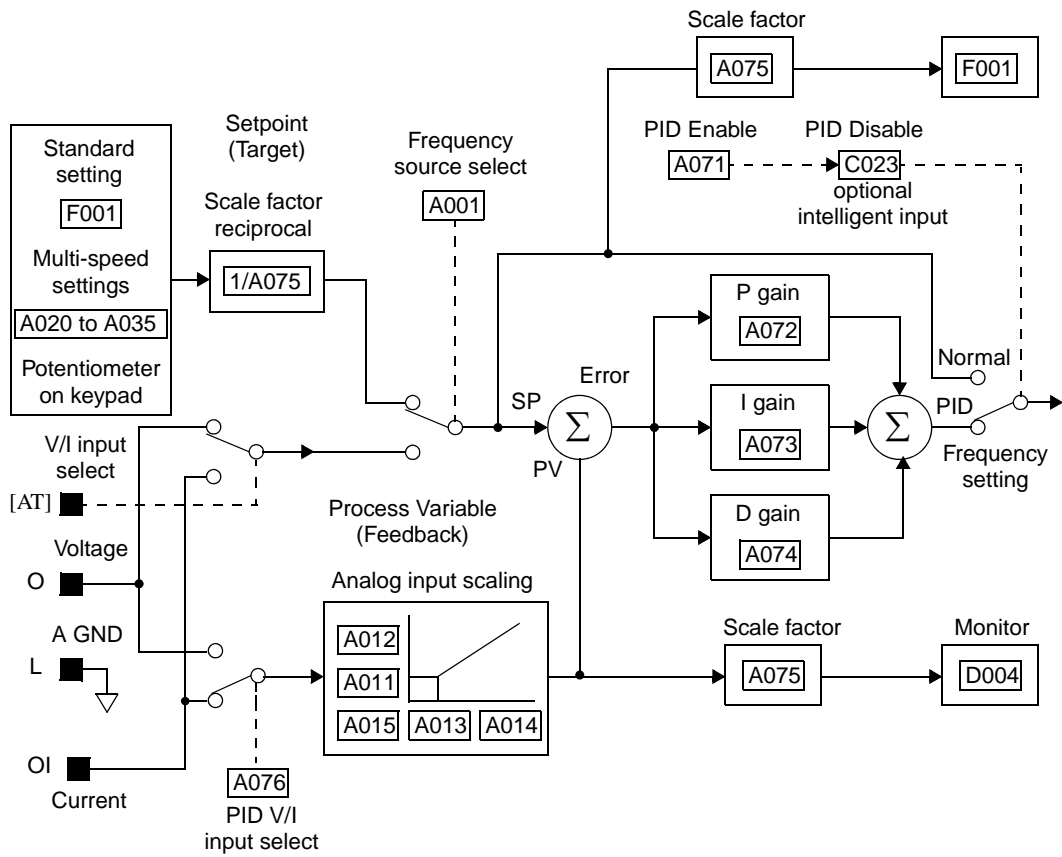 Scale factor
A075
F001
Standard
setting
F001
Multi-speed
settings
A020 to A035
Potentiometer
on keypad
Setpoint
(Target)
Scale factor
reciprocal
1/A075
Frequency
source select
A001
PID Enable
A071
PID Disable
C023
optional
intelligent input
P gain
A072
I gain
A073
D gain
A074
Error
SP
Σ
PV
Σ
Normal
PID
Frequency
setting
V/I input
select
[AT]
Voltage
O
A GND
L
OI
Current
Process Variable
(Feedback)
Analog input scaling
A012
A011
A015
A013
A014
A076
PID V/I
input select
Scale factor
A075
Monitor
D004